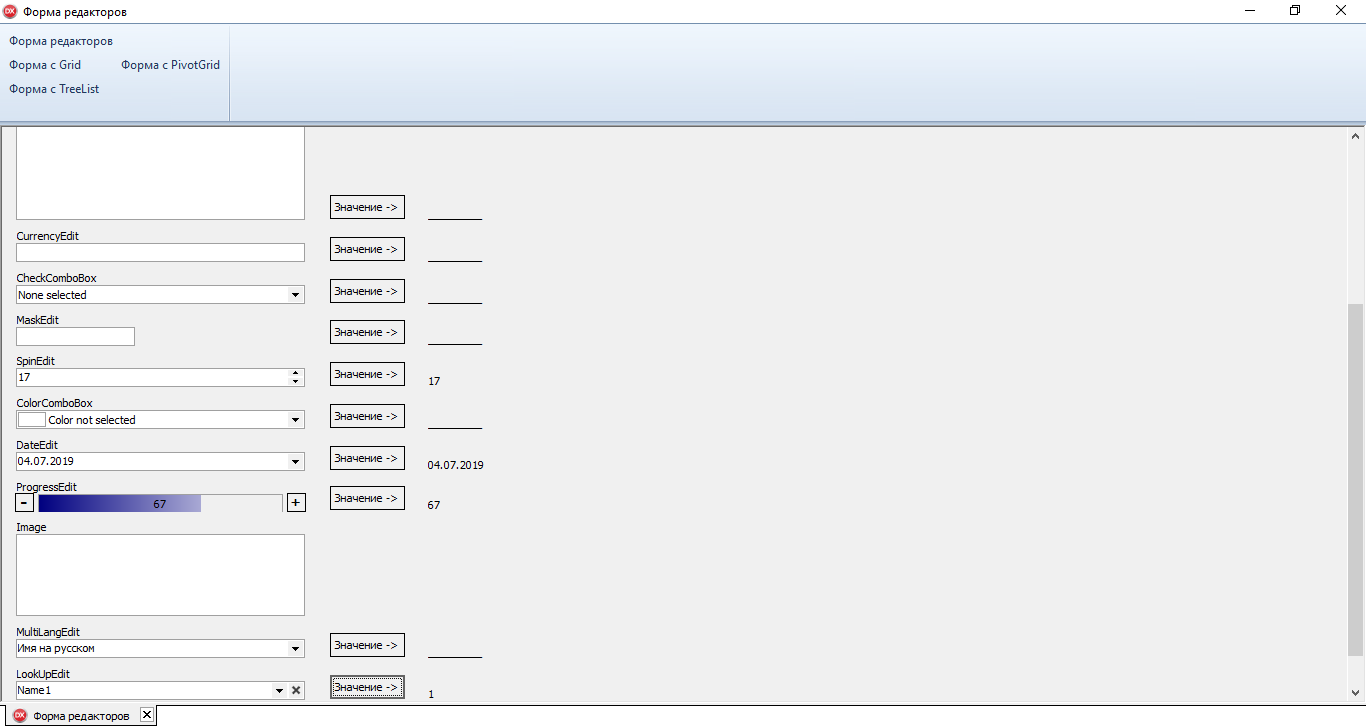 DX Форма редакторов
Форма редакторов
Форма с Grid Форма с PivotGrid
Форма с TreeList
Значение ->
CurrencyEdit
Значение ->
CheckComboBox
None selected Значение ->
MaskEdit
Значение ->
SpinEdit
17 Значение -> 17
ColorComboBox
Color not selected Значение ->
DateEdit
04.07.2019 Значение -> 04.07.2019
ProgressEdit
- 67 + Значение -> 67
Image
MultiLangEdit
Имя на русском Значение ->
LookUpEdit
Name1 Значение -> 1
DX Форма редакторов